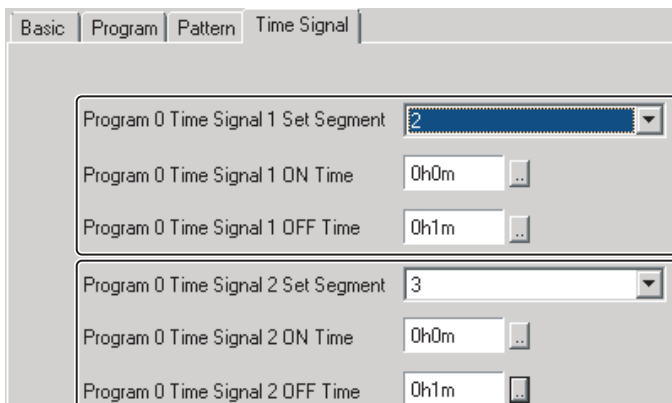 Basic Program Pattern Time Signal
Program 0 Time Signal 1 Set Segment 2
Program 0 Time Signal 1 ON Time 0h0m ..
Program 0 Time Signal 1 OFF Time 0h1m ..
Program 0 Time Signal 2 Set Segment 3
Program 0 Time Signal 2 ON Time 0h0m ..
Program 0 Time Signal 2 OFF Time 0h1m ..